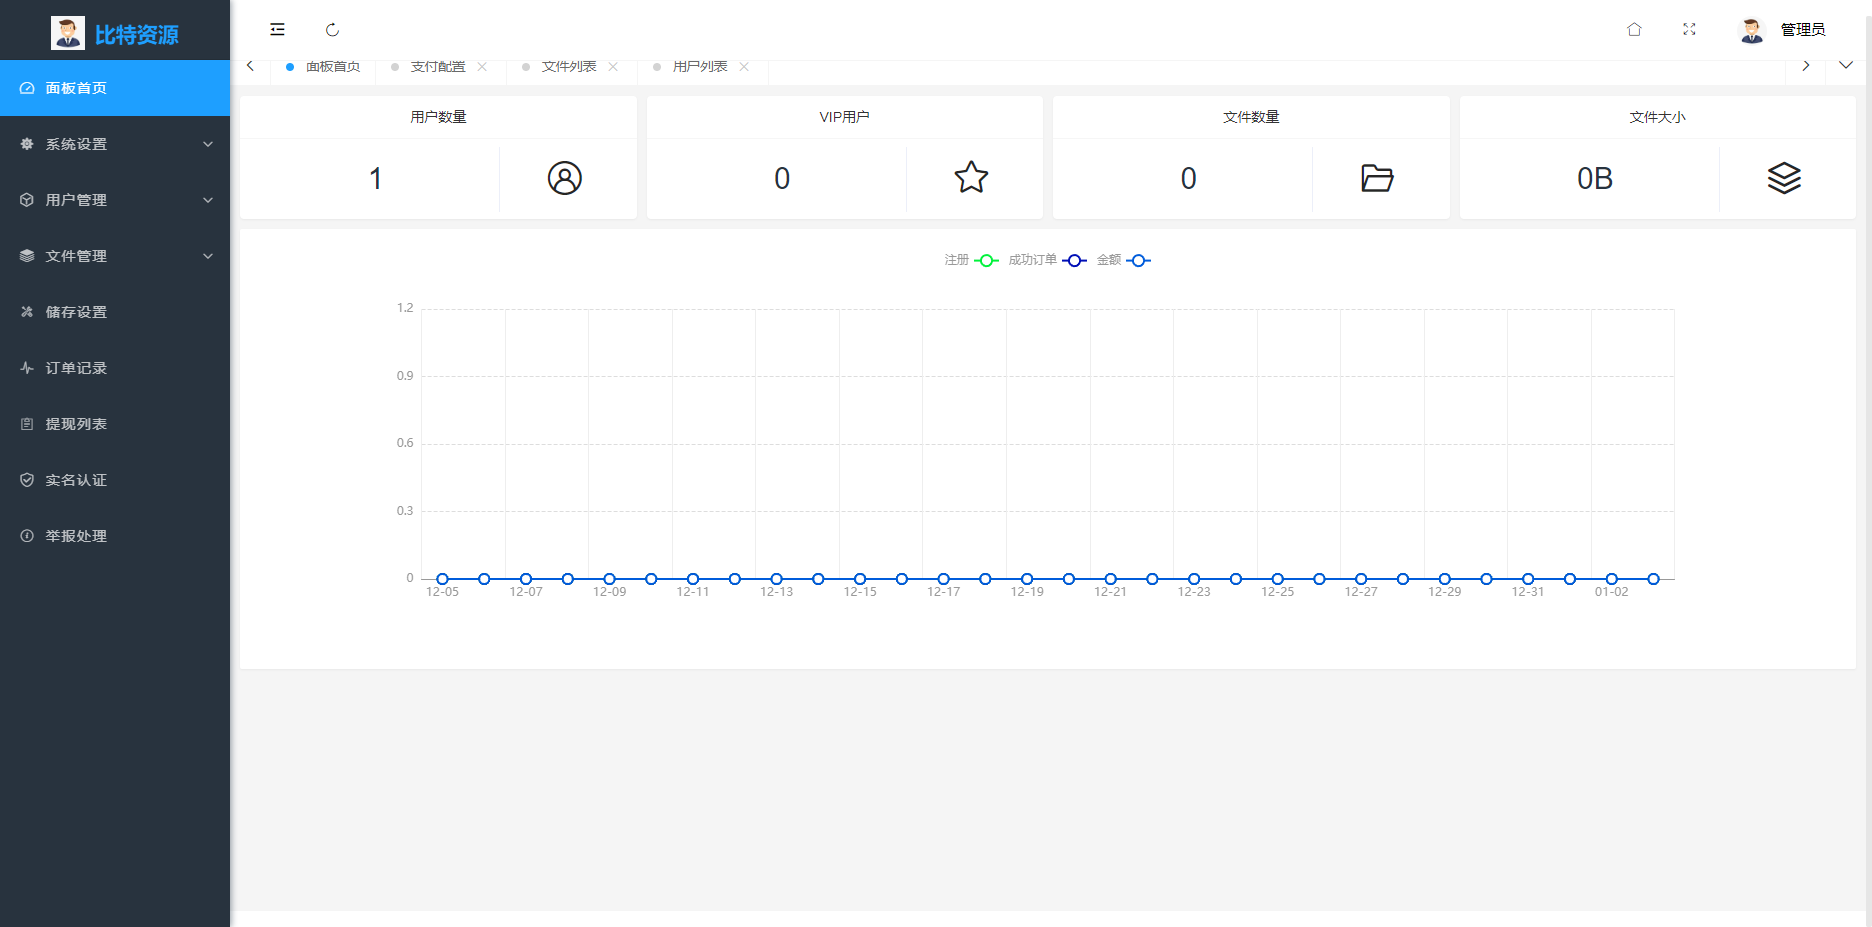 比特资源
管理员
面板首页
系统设置
用户管理
文件管理
储存设置
订单记录
提现列表
实名认证
举报处理
面板首页 支付配置 文件列表 用户列表
用户数量 VIP用户 文件数量 文件大小
1 0 0 0B
注册 成功订单 金额
1.2
0.9
0.6
0.3
0
12-05 12-07 12-09 12-11 12-13 12-15 12-17 12-19 12-21 12-23 12-25 12-27 12-29 12-31 01-02